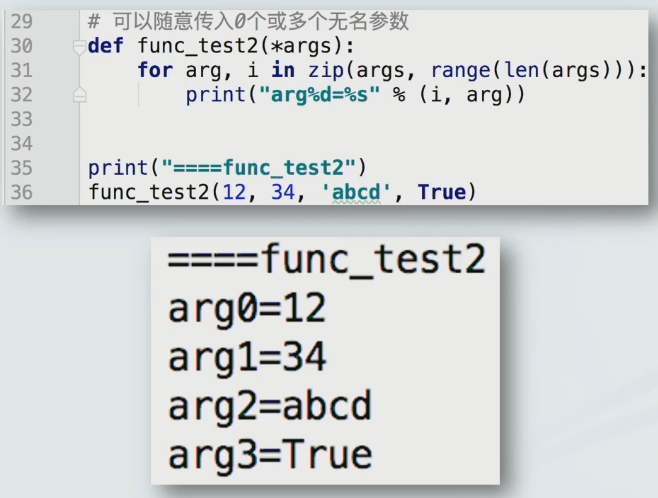 29 # 可以随意传入0个或多个无名参数
30 def func_test2(*args):
31     for arg, i in zip(args, range(len(args))):
32         print("arg%d=%s" % (i, arg))
33
34
35 print("====func_test2")
36 func_test2(12, 34, 'abcd', True)
====func_test2
arg0=12
arg1=34
arg2=abcd
arg3=True